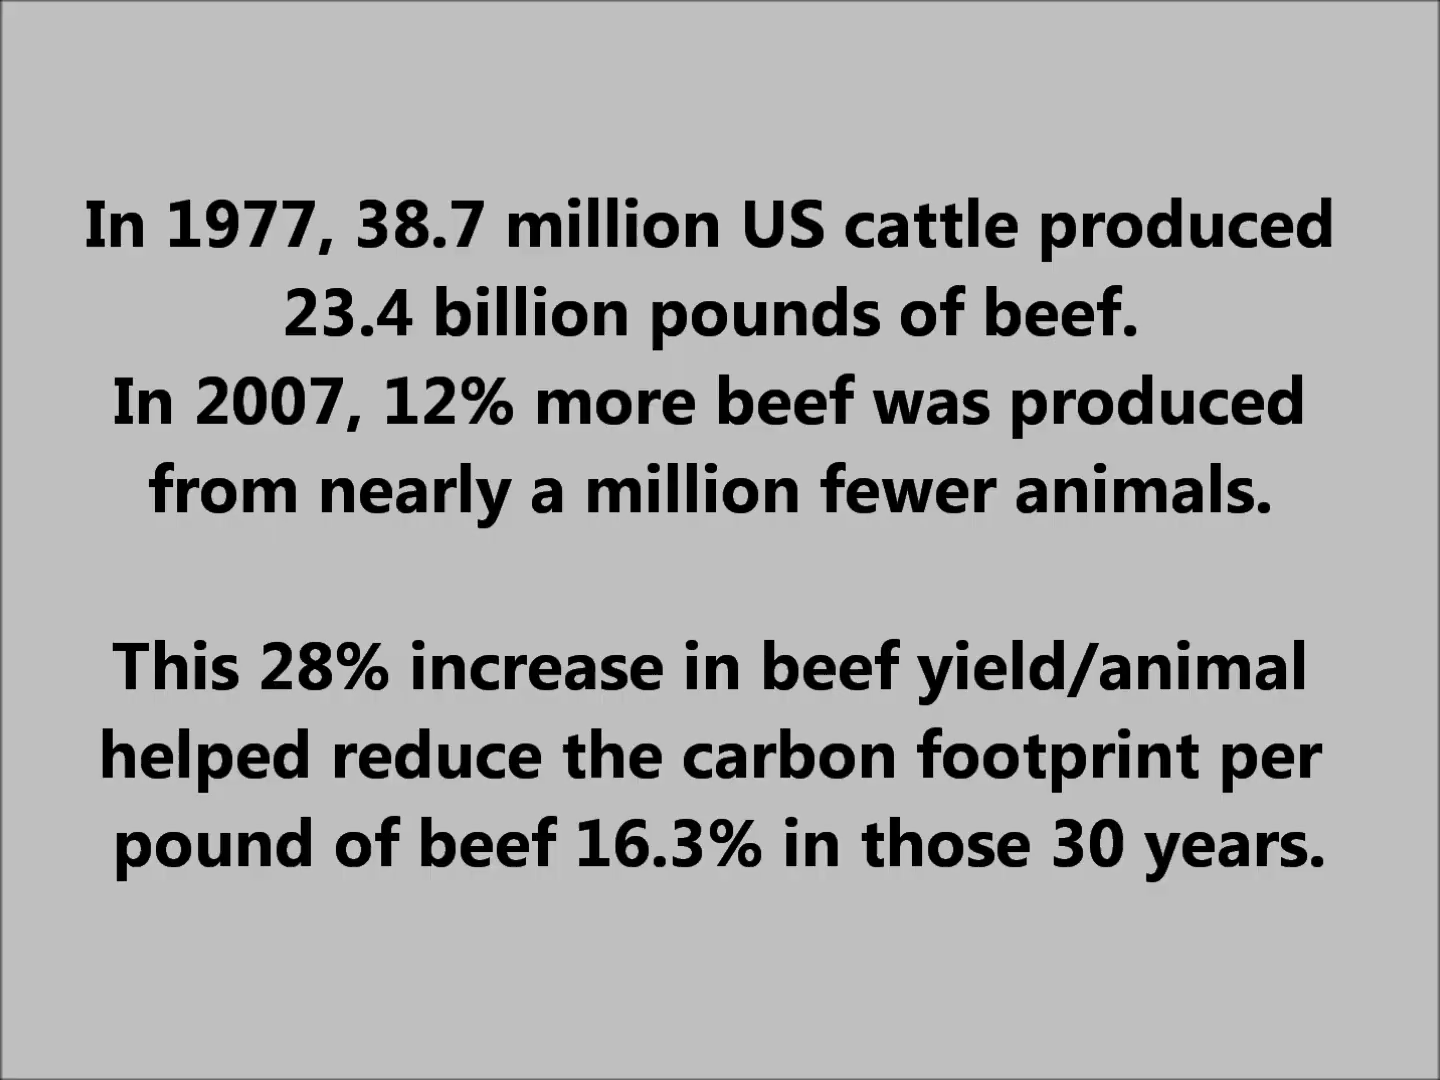 In 1977, 38.7 million US cattle produced
23.4 billion pounds of beef.
In 2007, 12% more beef was produced
from nearly a million fewer animals.
This 28% increase in beef yield/animal
helped reduce the carbon footprint per
pound of beef 16.3% in those 30 years.